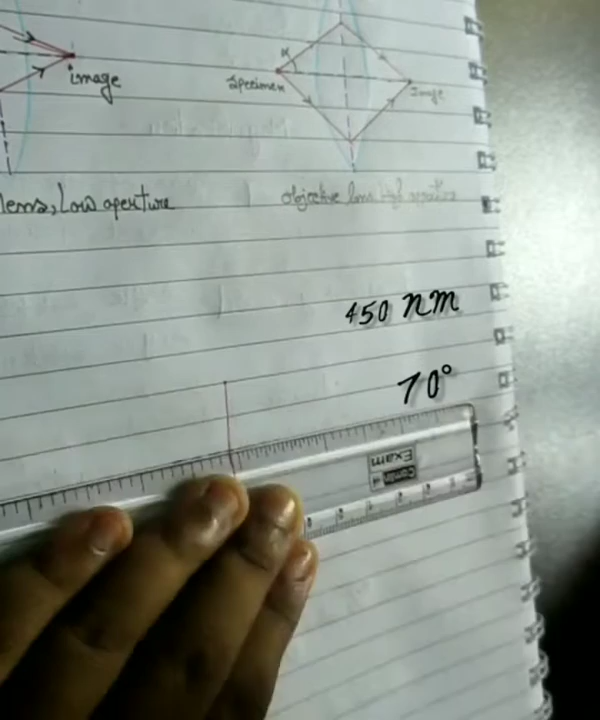 image
Specimen
Image
lens, Low aperture
objective lens, High aperture
450 nm
70°
Exam